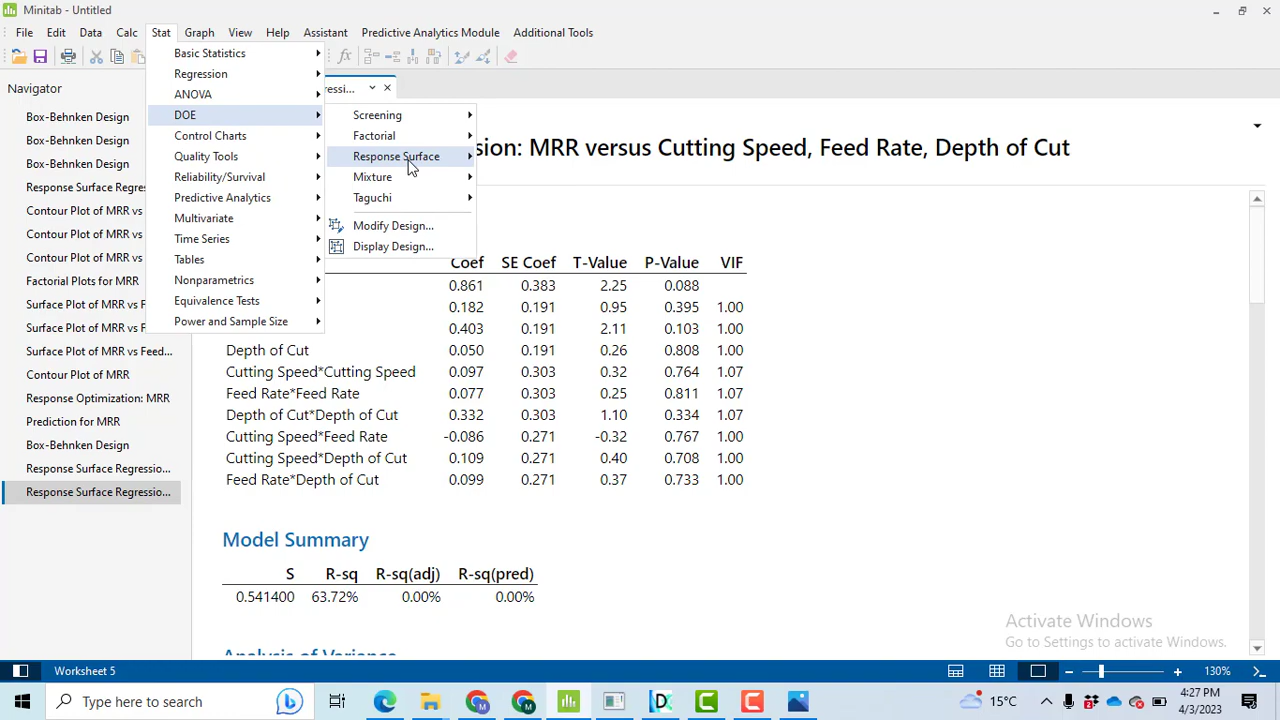 Minitab - Untitled
File Edit Data Calc Stat Graph View Help Assistant Predictive Analytics Module Additional Tools
Navigator
Box-Behnken Design
Box-Behnken Design
Box-Behnken Design
Response Surface Regres
Contour Plot of MRR vs
Contour Plot of MRR vs
Contour Plot of MRR vs
Factorial Plots for MRR
Surface Plot of MRR vs F
Surface Plot of MRR vs F
Surface Plot of MRR vs Feed...
Contour Plot of MRR
Response Optimization: MRR
Prediction for MRR
Box-Behnken Design
Response Surface Regressio...
Response Surface Regressio...
Basic Statistics
Regression
ANOVA
DOE
Control Charts
Quality Tools
Reliability/Survival
Predictive Analytics
Multivariate
Time Series
Tables
Nonparametrics
Equivalence Tests
Power and Sample Size
Screening
Factorial
Response Surface
Mixture
Taguchi
Modify Design...
Display Design...
gressi...
sion: MRR versus Cutting Speed, Feed Rate, Depth of Cut
Coef SE Coef T-Value P-Value VIF
0.861 0.383 2.25 0.088
0.182 0.191 0.95 0.395 1.00
0.403 0.191 2.11 0.103 1.00
Depth of Cut 0.050 0.191 0.26 0.808 1.00
Cutting Speed*Cutting Speed 0.097 0.303 0.32 0.764 1.07
Feed Rate*Feed Rate 0.077 0.303 0.25 0.811 1.07
Depth of Cut*Depth of Cut 0.332 0.303 1.10 0.334 1.07
Cutting Speed*Feed Rate -0.086 0.271 -0.32 0.767 1.00
Cutting Speed*Depth of Cut 0.109 0.271 0.40 0.708 1.00
Feed Rate*Depth of Cut 0.099 0.271 0.37 0.733 1.00
Model Summary
S R-sq R-sq(adj) R-sq(pred)
0.541400 63.72% 0.00% 0.00%
Analysis of Variance
Activate Windows
Go to Settings to activate Windows.
Worksheet 5
130%
Type here to search
15°C
4:27 PM
4/3/2023